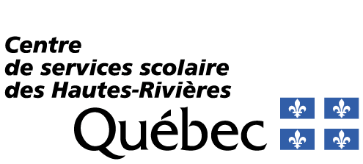 Centre
de services scolaire
des Hautes-Rivières
Québec